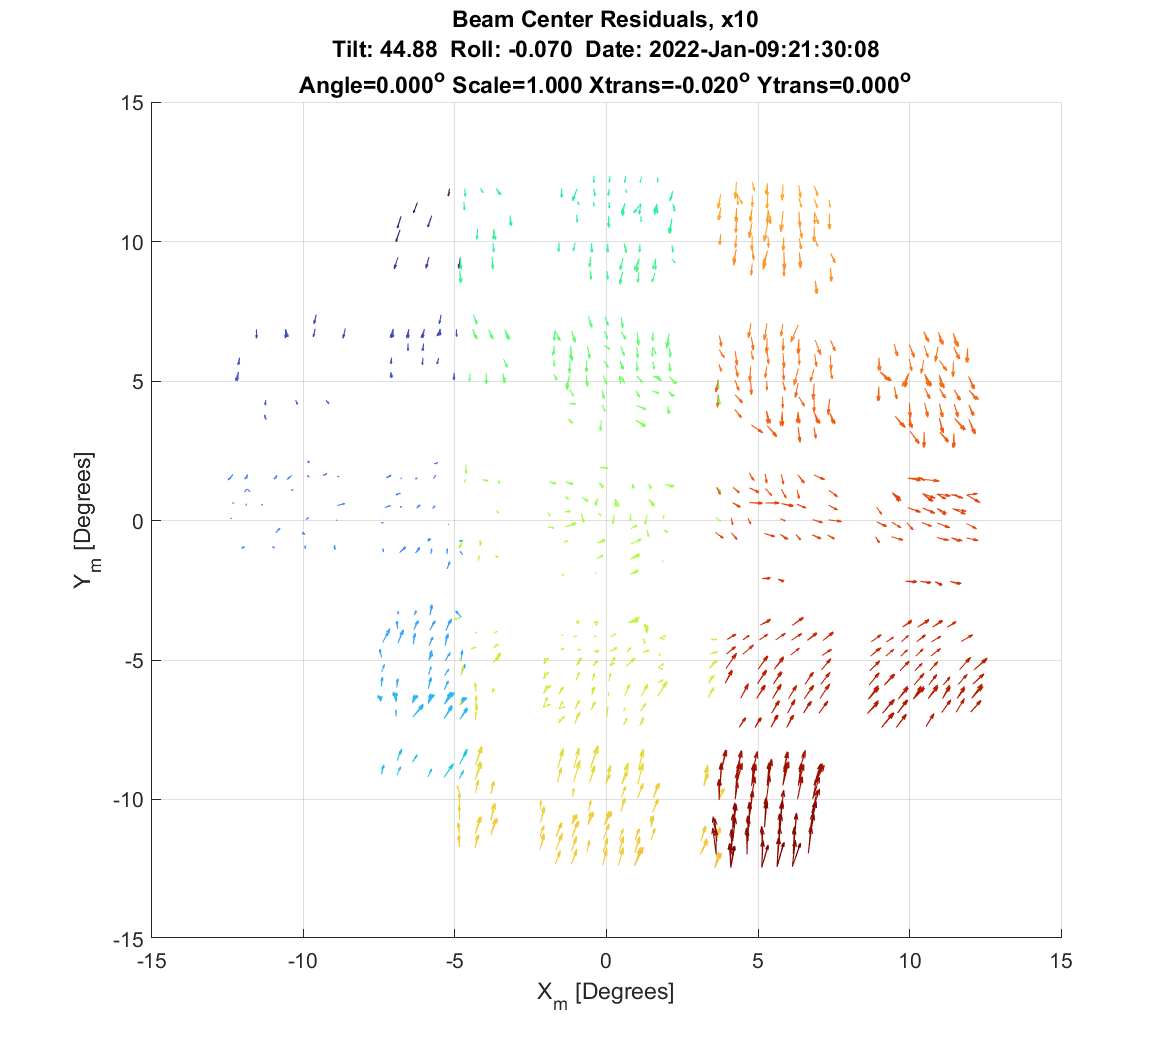 Beam Center Residuals, x10
Tilt: 44.88 Roll: -0.070 Date: 2022-Jan-09:21:30:08
Angle=0.000° Scale=1.000 Xtrans=-0.020° Ytrans=0.000°
15
10
5
0
-5
-10
-15
Y_m [Degrees]
-15 -10 -5 0 5 10 15
X_m [Degrees]